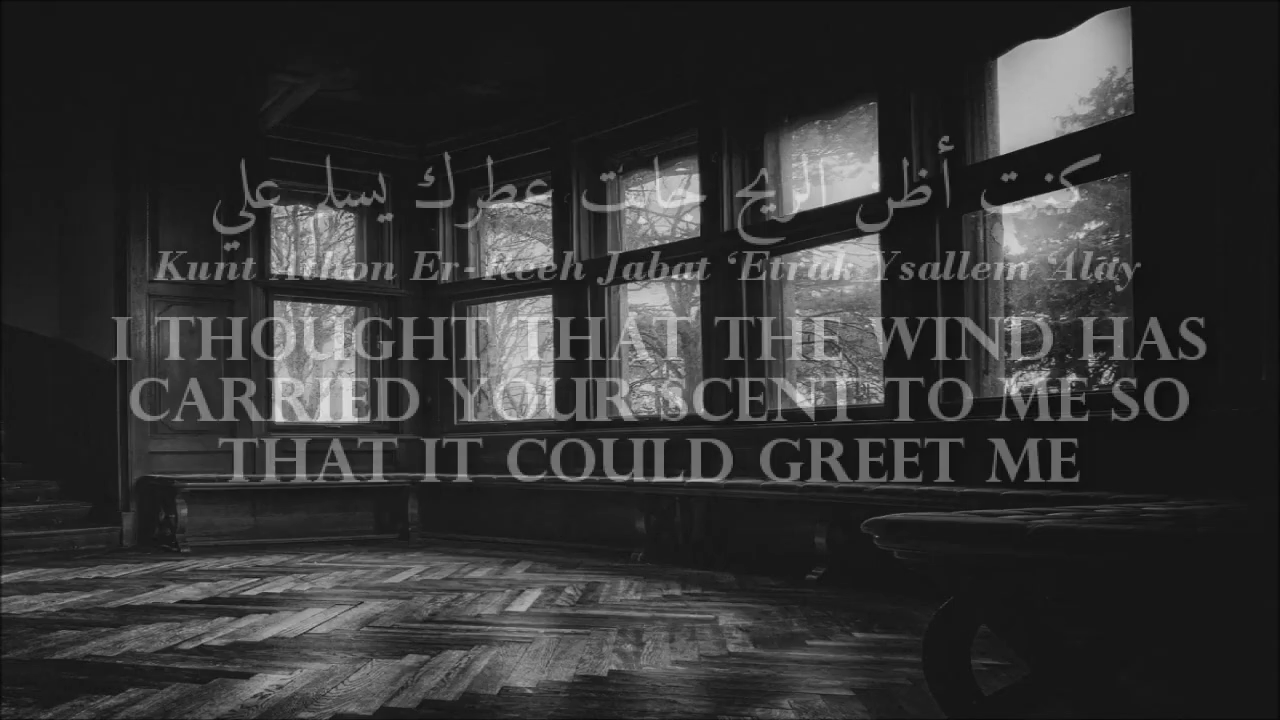 كنت أظن الريح جابت عطرك يسلم علي
Kunt Athon Er-Reeh Jabat ‘Etrak Ysallem ‘Alay
I THOUGHT THAT THE WIND HAS
CARRIED YOUR SCENT TO ME SO
THAT IT COULD GREET ME